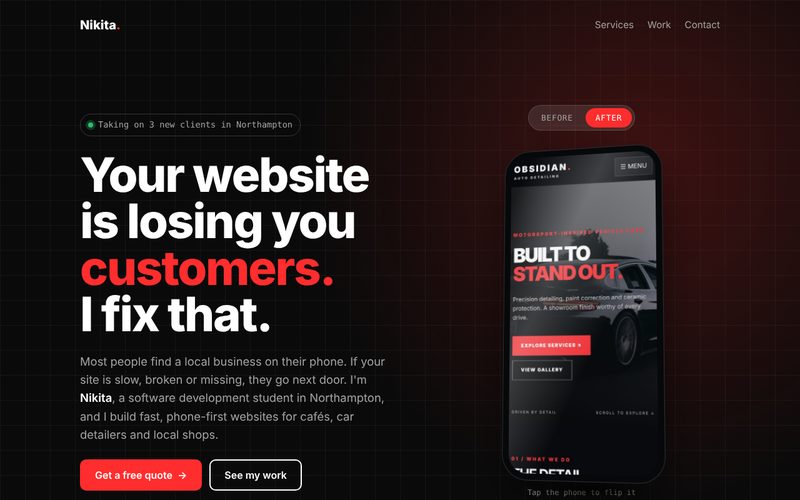 Nikita.
Services Work Contact
Taking on 3 new clients in Northampton
Your website
is losing you
customers.
I fix that.
Most people find a local business on their phone. If your
site is slow, broken or missing, they go next door. I'm
Nikita, a software development student in Northampton,
and I build fast, phone-first websites for cafés, car
detailers and local shops.
Get a free quote →
See my work
BEFORE AFTER
OBSIDIAN.
AUTO DETAILING
☰ MENU
MOTORSPORT-INSPIRED VEHICLE
BUILT TO
STAND OUT.
Precision detailing, paint correction and ceramic
protection. A showroom finish worthy of every
drive.
EXPLORE SERVICES
VIEW GALLERY
DRIVEN BY DETAIL
SCROLL TO EXPLORE
01 / WHAT WE DO
THE DETAIL
Tap the phone to flip it